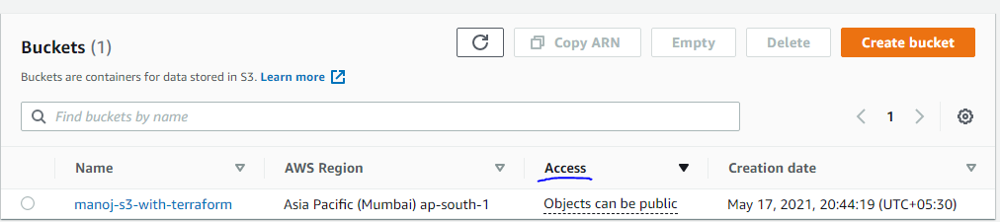 Buckets (1)
Copy ARN
Empty
Delete
Create bucket
Buckets are containers for data stored in S3. Learn more
Find buckets by name
1
Name
AWS Region
Access
Creation date
manoj-s3-with-terraform
Asia Pacific (Mumbai) ap-south-1
Objects can be public
May 17, 2021, 20:44:19 (UTC+05:30)